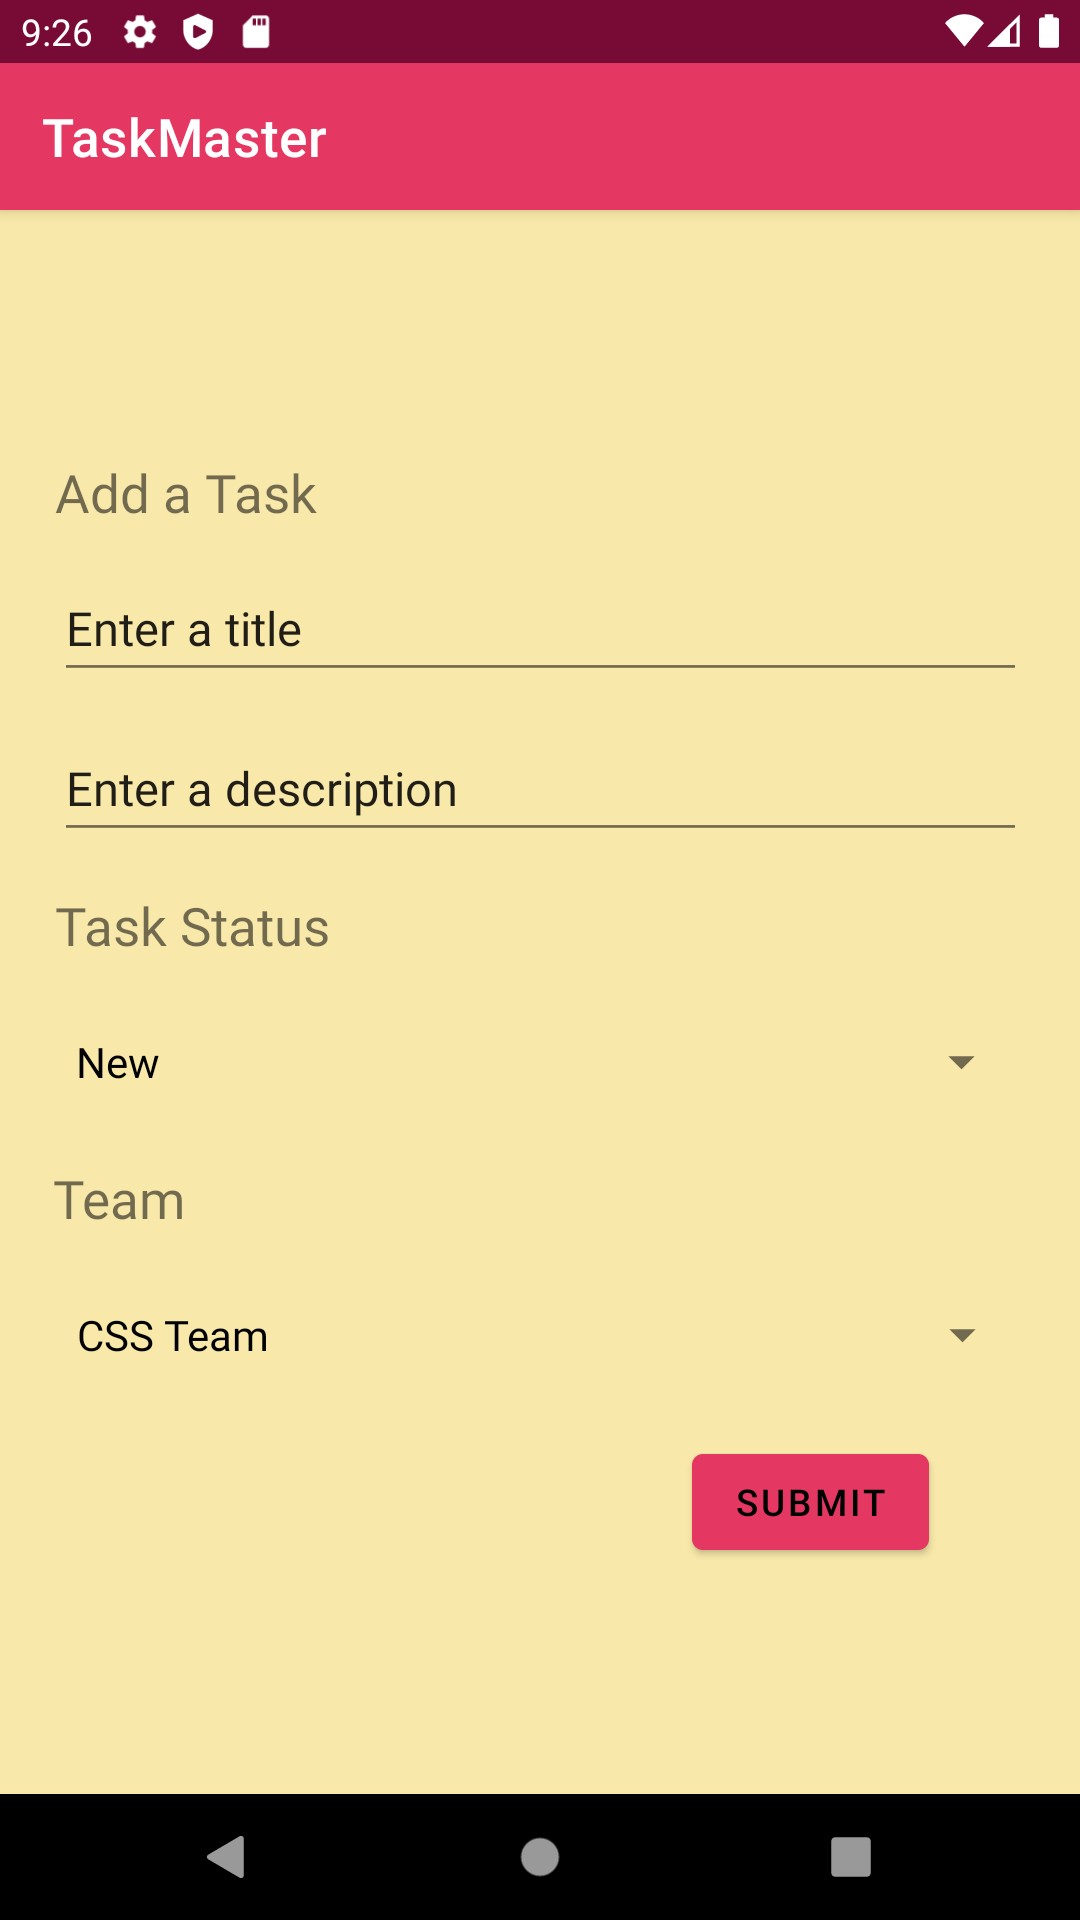 9:26
TaskMaster
Add a Task
Enter a title
Enter a description
Task Status
New
Team
CSS Team
SUBMIT